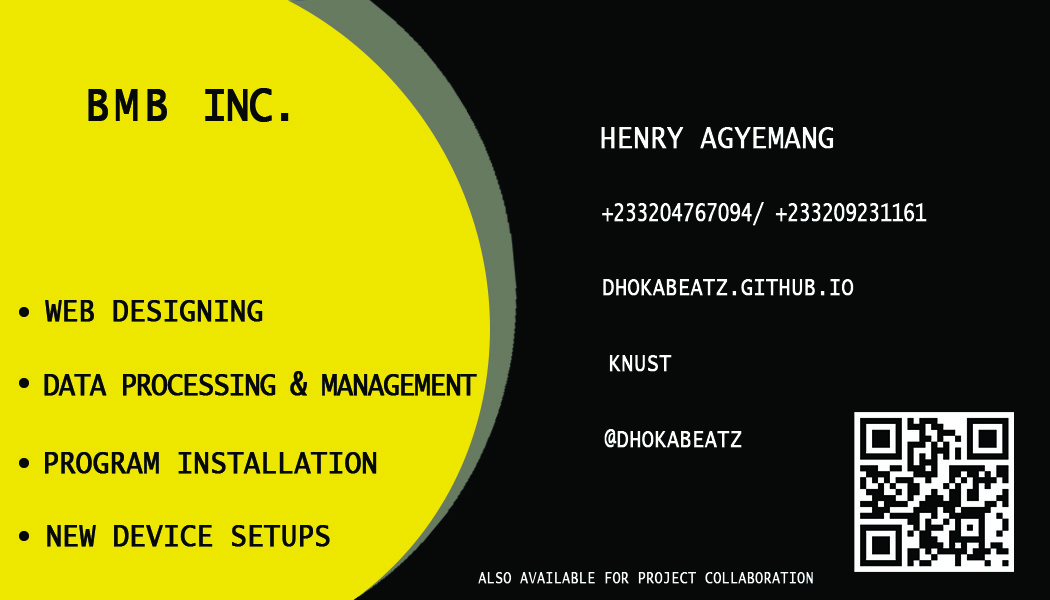 BMB INC.
• WEB DESIGNING
• DATA PROCESSING & MANAGEMENT
• PROGRAM INSTALLATION
• NEW DEVICE SETUPS
HENRY AGYEMANG
+233204767094/ +233209231161
DHOKABEATZ.GITHUB.IO
KNUST
@DHOKABEATZ
ALSO AVAILABLE FOR PROJECT COLLABORATION